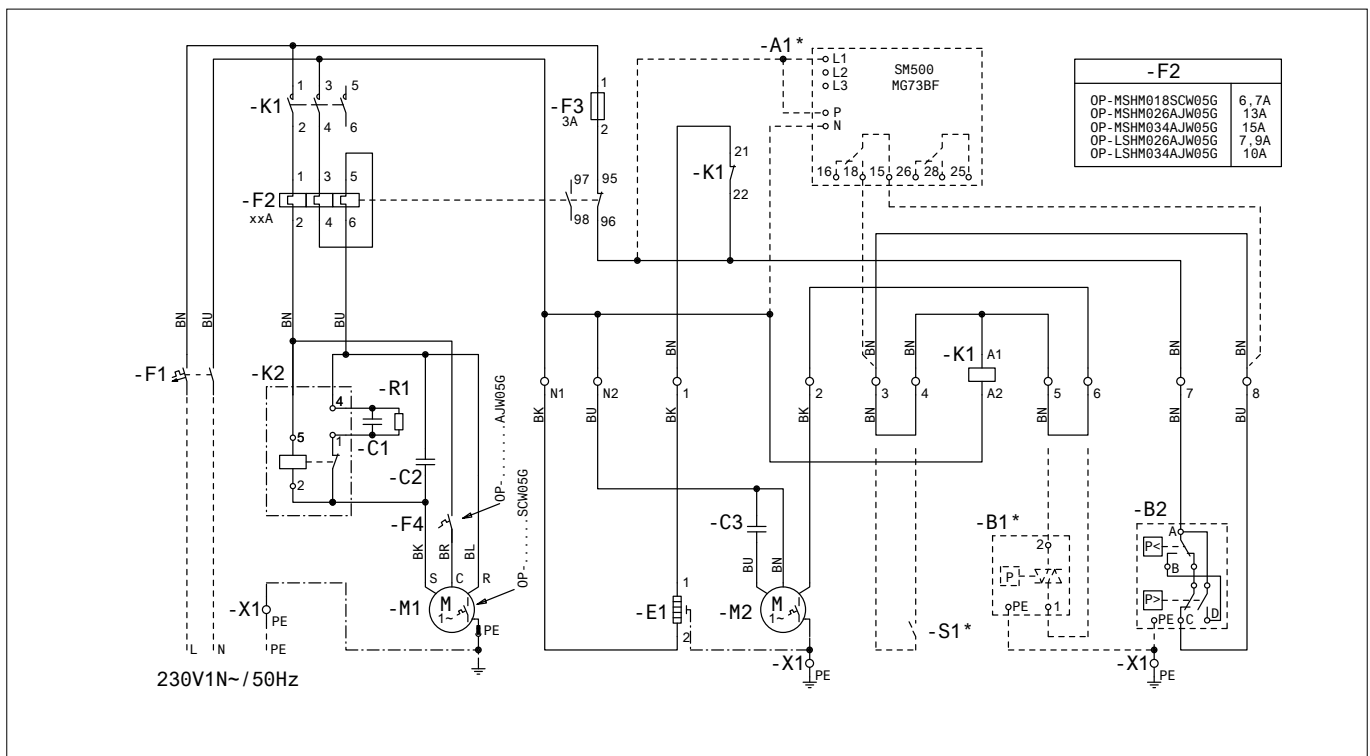 -A1*
L1
L2
L3
P
N
SM500
MG73BF
16 18 15 26 28 25
-F2
OP-MSHM018SCW05G 6,7A
OP-MSHM026AJW05G 13A
OP-MSHM034AJW05G 15A
OP-LSHM026AJW05G 7,9A
OP-LSHM034AJW05G 10A
-K1
1 3 5
2 4 6
-F3
3A
1
2
-K1
21
22
-F2
xxA
1 3 5
2 4 6
97 95
98 96
BN BU BN BU
-F1
-K2
4
5
1
2
-R1
-C1
-C2
-F4
OP-......AJW05G
OP-......SCW05G
BK BR BL
S C R
-M1
M
1~
PE
-X1
PE
L N PE
230V1N~/50Hz
N1 N2 1 2 3 4 5 6 7 8
BN BN BN BN BN BN BN
BK BU BK BK BN BN BN BN BN BU
-K1
A1
A2
-E1
1
2
-C3
BU BN
-M2
M
1~
-X1
PE
-S1*
-B1*
2
P
PE 1
-B2
A
P<
B
P>
PE C D
-X1
PE